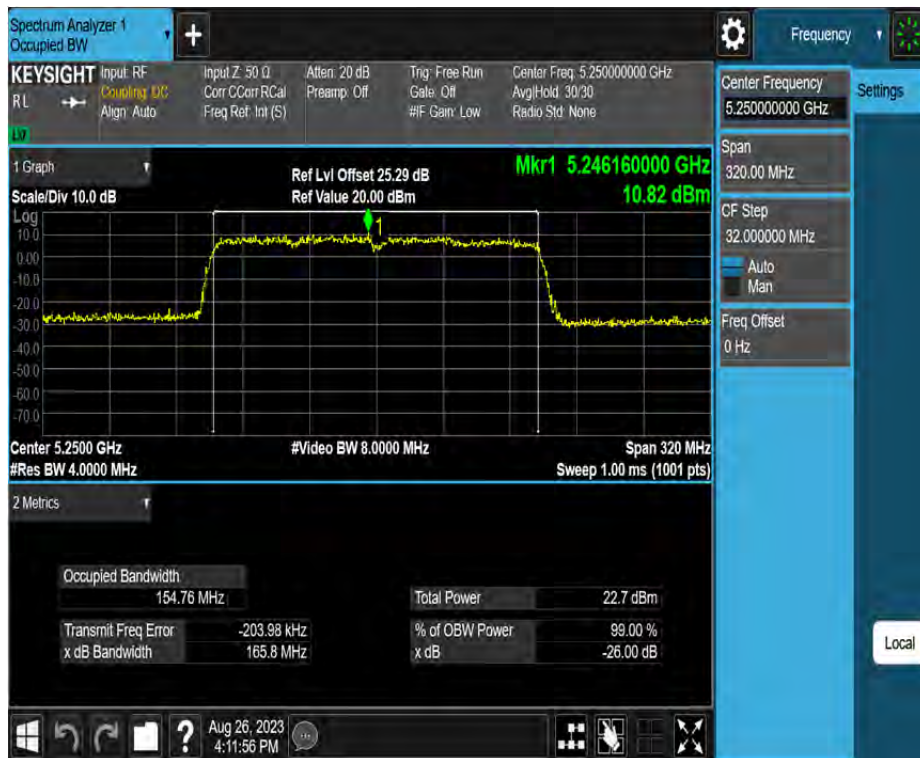 Spectrum Analyzer 1
Occupied BW
+
Frequency
KEYSIGHT
RL
Input: RF
Coupling: DC
Align: Auto
Input Z: 50 Ω
Corr CCorr RCal
Freq Ref: Int (S)
Atten: 20 dB
Preamp: Off
Trig: Free Run
Gate: Off
#IF Gain: Low
Center Freq: 5.250000000 GHz
Avg|Hold: 30/30
Radio Std: None
Center Frequency
5.250000000 GHz
Settings
Span
320.00 MHz
CF Step
32.000000 MHz
Auto
Man
Freq Offset
0 Hz
1 Graph
Scale/Div 10.0 dB
Ref Lvl Offset 25.29 dB
Ref Value 20.00 dBm
Mkr1 5.246160000 GHz
10.82 dBm
Log
10.0
0.00
-10.0
-20.0
-30.0
-40.0
-50.0
-60.0
-70.0
1
Center 5.2500 GHz
#Video BW 8.0000 MHz
Span 320 MHz
#Res BW 4.0000 MHz
Sweep 1.00 ms (1001 pts)
2 Metrics
Occupied Bandwidth
154.76 MHz
Total Power 22.7 dBm
Transmit Freq Error -203.98 kHz
% of OBW Power 99.00 %
x dB Bandwidth 165.8 MHz
x dB -26.00 dB
Local
?
Aug 26, 2023
4:11:56 PM